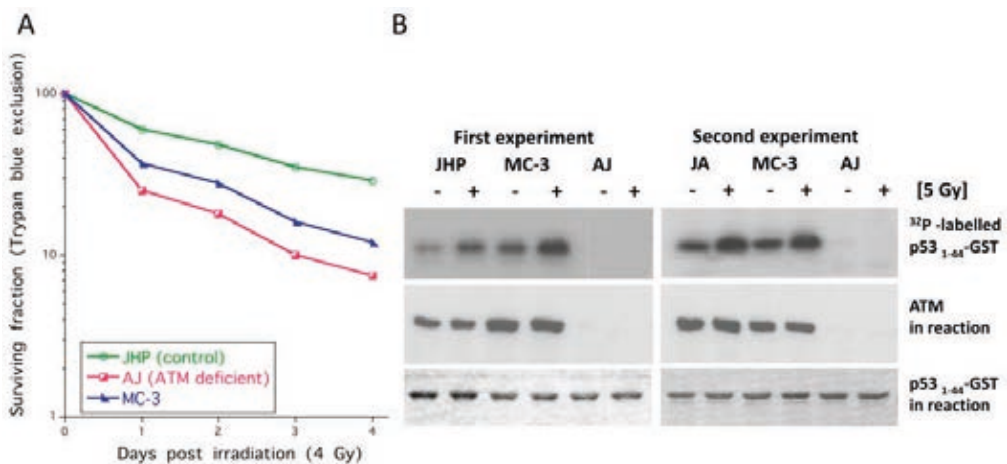 A
Surviving fraction (Trypan blue exclusion)
100
10
1
JHP (control)
AJ (ATM deficient)
MC-3
0 1 2 3 4
Days post irradiation (4 Gy)
B
First experiment
JHP MC-3 AJ
- + - + - +
Second experiment
JA MC-3 AJ
- + - + - +
[5 Gy]
32P -labelled
p53 1-44-GST
ATM
in reaction
p53 1-44-GST
in reaction